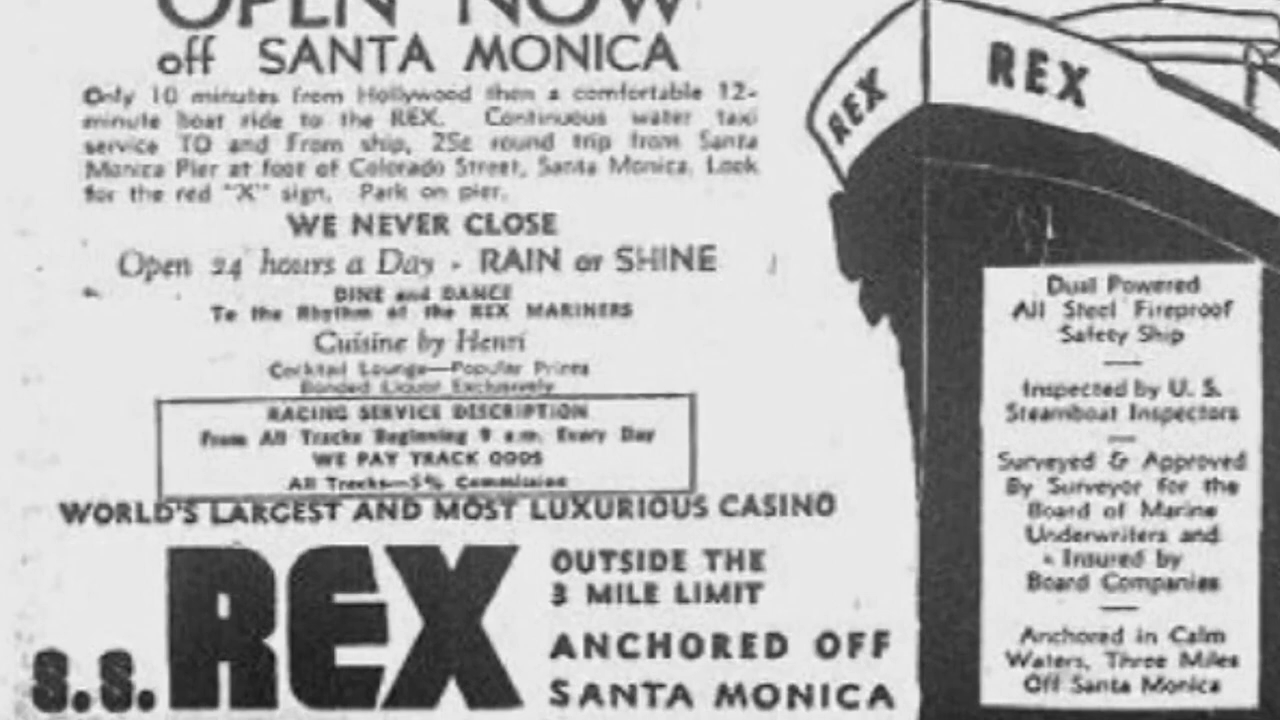 OPEN NOW
off SANTA MONICA
Only 10 minutes from Hollywood then a comfortable 12-
minute boat ride to the REX. Continuous water taxi
service TO and From ship, 25c round trip from Santa
Monica Pier at foot of Colorado Street, Santa Monica. Look
for the red "X" sign. Park on pier.
WE NEVER CLOSE
Open 24 hours a Day - RAIN or SHINE
DINE and DANCE
To the Rhythm of the REX MARINERS
Cuisine by Henri
Cocktail Lounge—Popular Prices
Bonded Liquor Exclusively
RACING SERVICE DESCRIPTION
From All Tracks Beginning 9 a.m. Every Day
WE PAY TRACK ODDS
All Tracks—5% Commission
WORLD'S LARGEST AND MOST LUXURIOUS CASINO
s.s. REX
OUTSIDE THE
3 MILE LIMIT
ANCHORED OFF
SANTA MONICA
REX
REX
Dual Powered
All Steel Fireproof
Safety Ship
Inspected by U. S.
Steamboat Inspectors
Surveyed & Approved
By Surveyor for the
Board of Marine
Underwriters and
Insured by
Board Companies
Anchored in Calm
Waters, Three Miles
Off Santa Monica